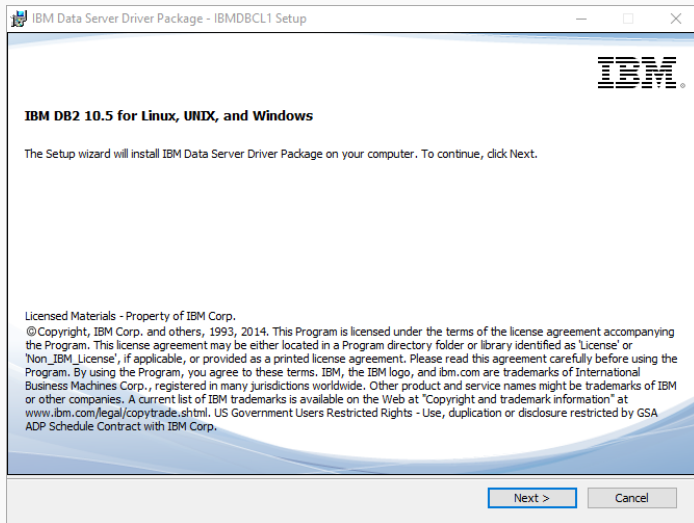 IBM Data Server Driver Package - IBMDBCL1 Setup
IBM
IBM DB2 10.5 for Linux, UNIX, and Windows
The Setup wizard will install IBM Data Server Driver Package on your computer. To continue, click Next.
Licensed Materials - Property of IBM Corp.
©Copyright, IBM Corp. and others, 1993, 2014. This Program is licensed under the terms of the license agreement accompanying
the Program. This license agreement may be either located in a Program directory folder or library identified as 'License' or
'Non_IBM_License', if applicable, or provided as a printed license agreement. Please read this agreement carefully before using the
Program. By using the Program, you agree to these terms. IBM, the IBM logo, and ibm.com are trademarks of International
Business Machines Corp., registered in many jurisdictions worldwide. Other product and service names might be trademarks of IBM
or other companies. A current list of IBM trademarks is available on the Web at "Copyright and trademark information" at
www.ibm.com/legal/copytrade.shtml. US Government Users Restricted Rights - Use, duplication or disclosure restricted by GSA
ADP Schedule Contract with IBM Corp.
Next > Cancel